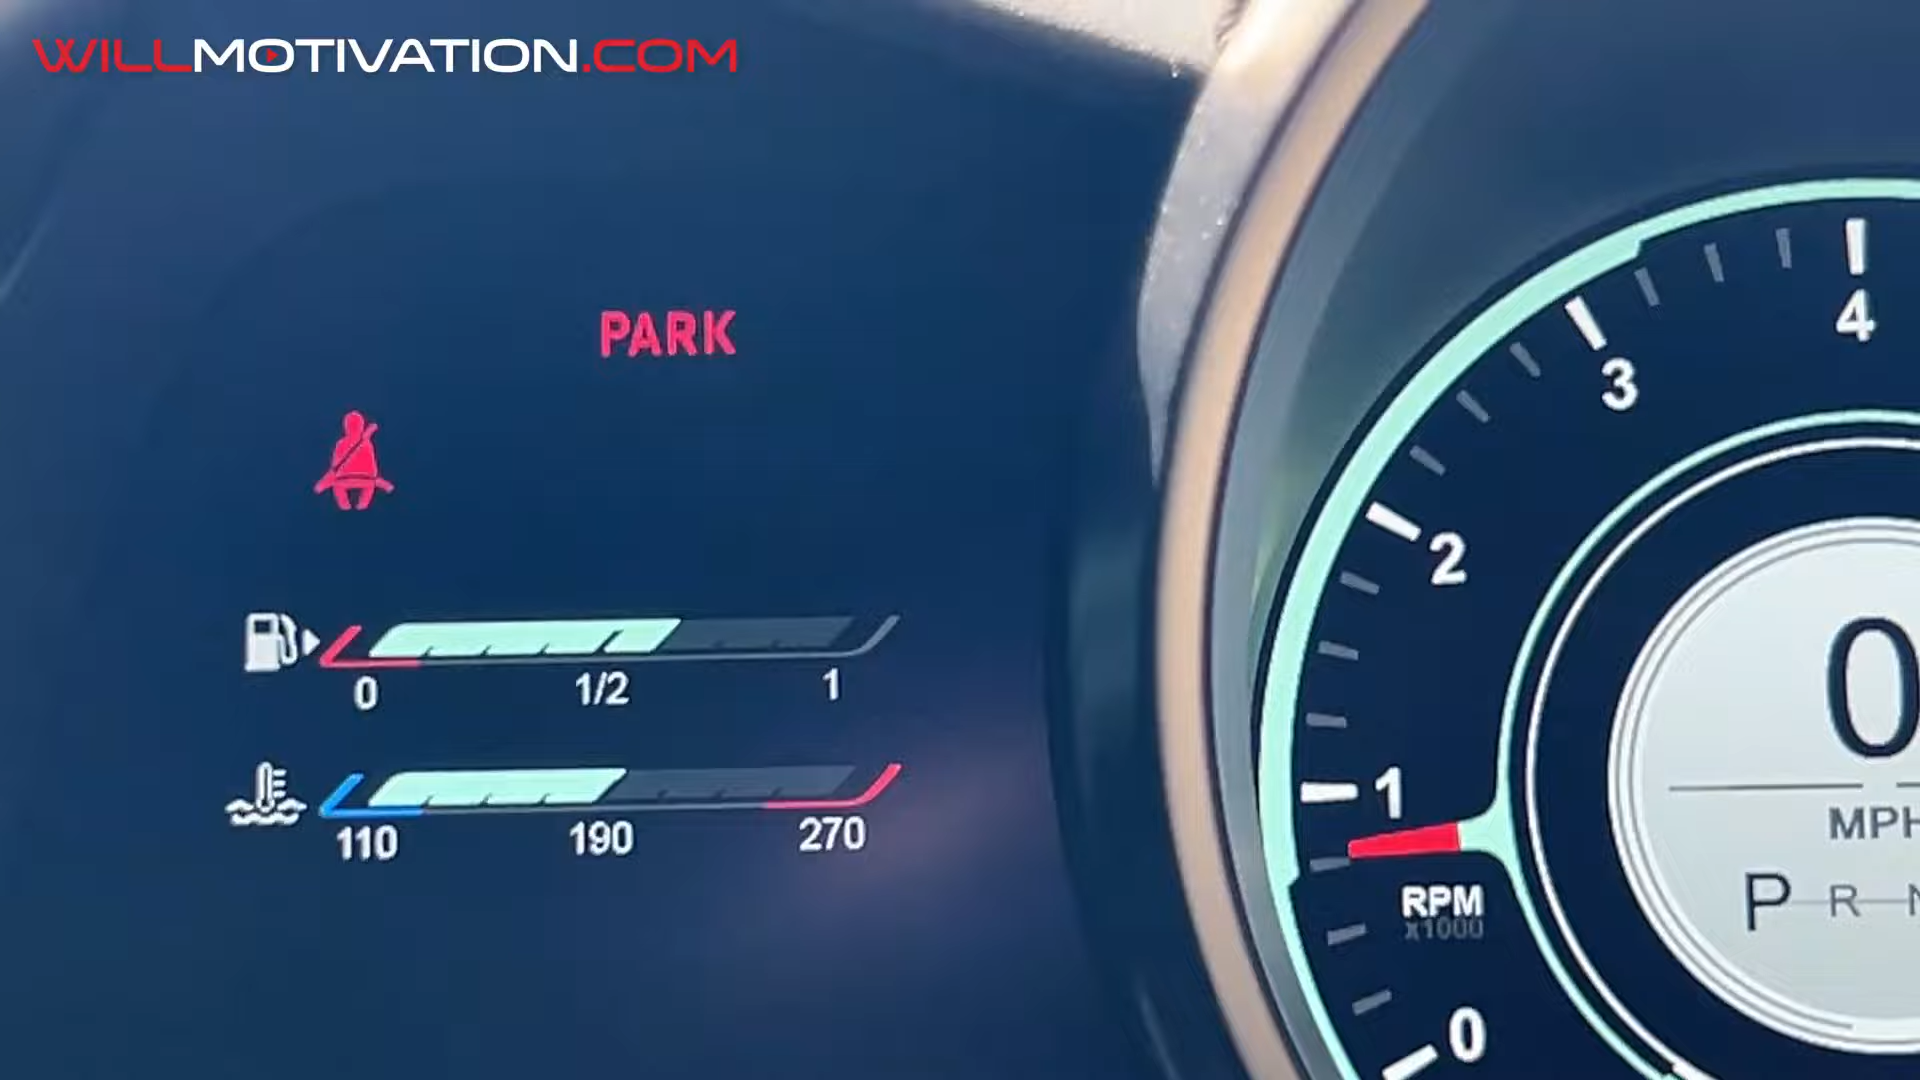 WILLMOTIVATION.COM
PARK
0 1/2 1
110 190 270
4
3
2
1
0
RPM
x1000
0
MPH
P R N